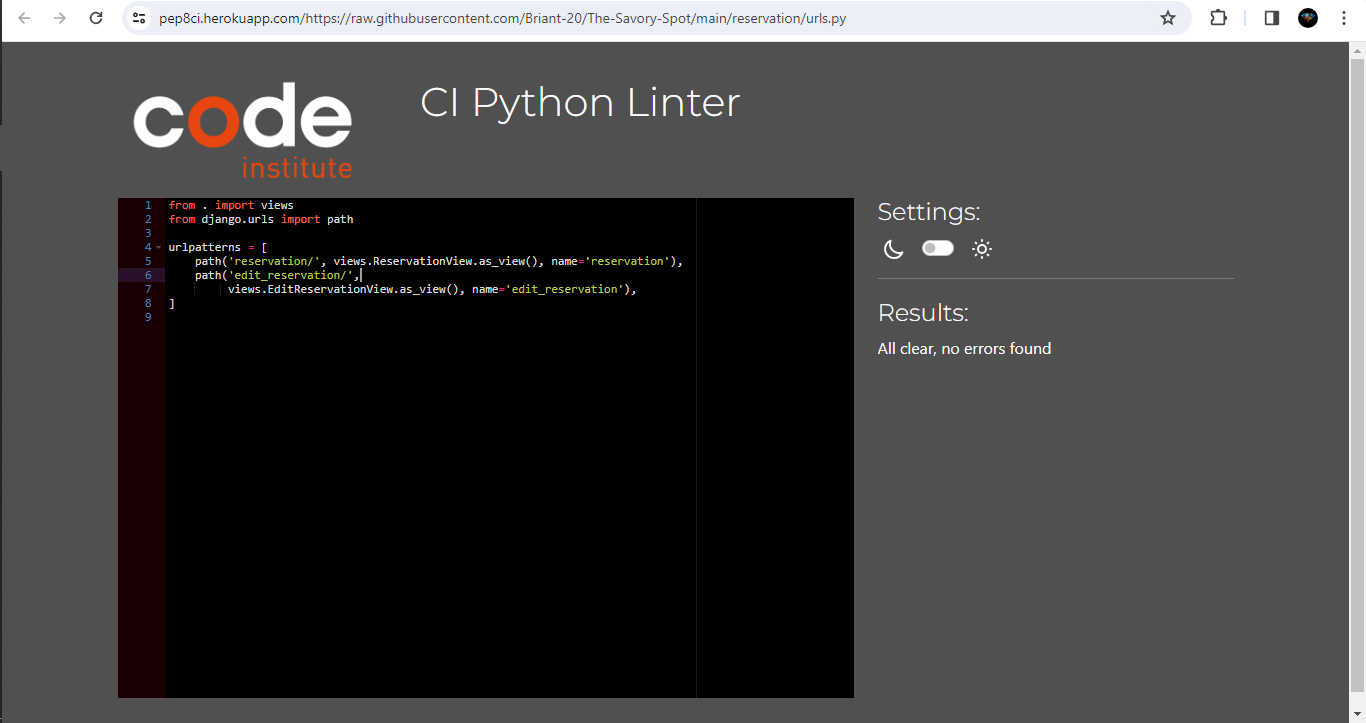 pep8ci.herokuapp.com/https://raw.githubusercontent.com/Briant-20/The-Savory-Spot/main/reservation/urls.py
code
institute
CI Python Linter
1 from . import views
2 from django.urls import path
3
4 urlpatterns = [
5     path('reservation/', views.ReservationView.as_view(), name='reservation'),
6     path('edit_reservation/',
7          views.EditReservationView.as_view(), name='edit_reservation'),
8 ]
9
Settings:
Results:
All clear, no errors found